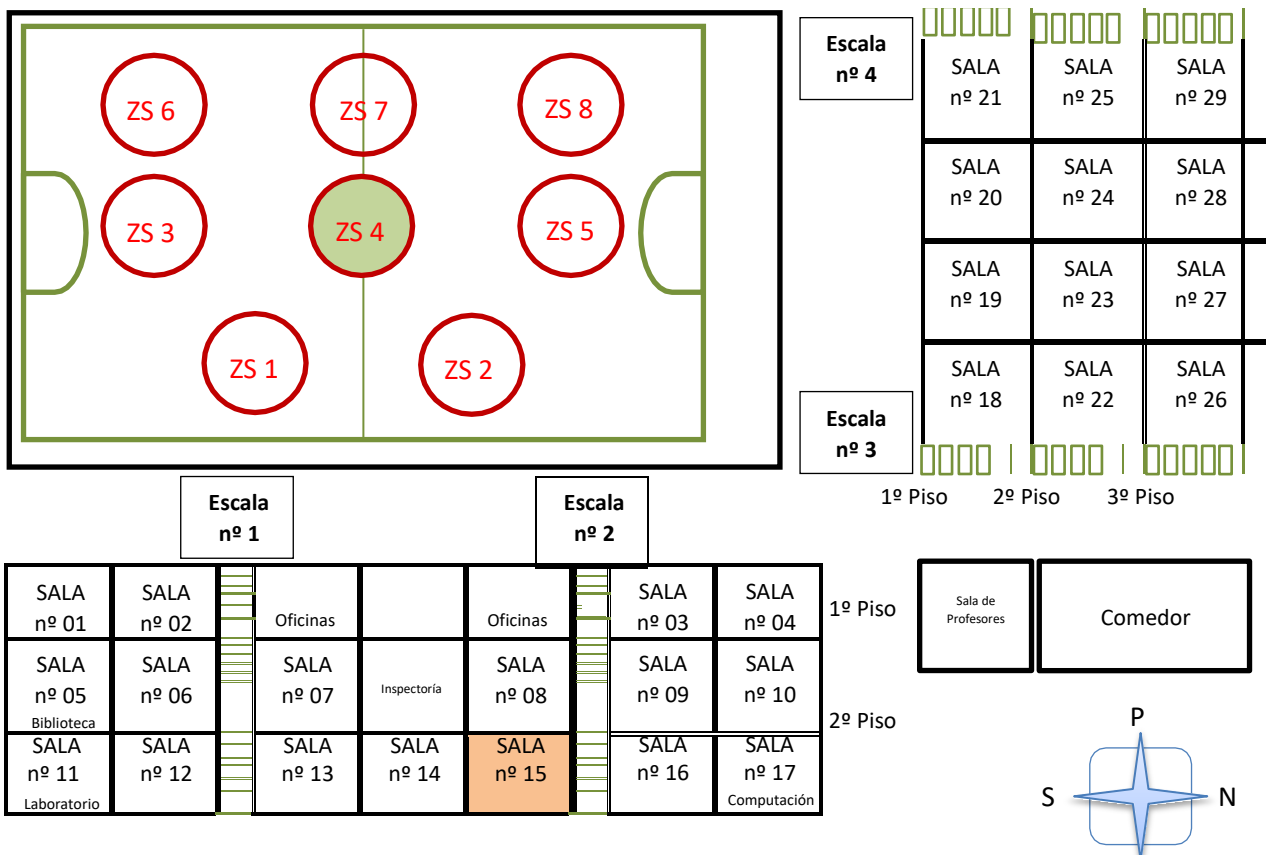 ZS 6
ZS 7
ZS 8
ZS 3
ZS 4
ZS 5
ZS 1
ZS 2
Escala
nº 4
SALA
nº 21
SALA
nº 25
SALA
nº 29
SALA
nº 20
SALA
nº 24
SALA
nº 28
SALA
nº 19
SALA
nº 23
SALA
nº 27
SALA
nº 18
SALA
nº 22
SALA
nº 26
Escala
nº 3
1º Piso
2º Piso
3º Piso
Escala
nº 1
Escala
nº 2
SALA
nº 01
SALA
nº 02
Oficinas
Oficinas
SALA
nº 03
SALA
nº 04
1º Piso
SALA
nº 05
Biblioteca
SALA
nº 06
SALA
nº 07
Inspectoría
SALA
nº 08
SALA
nº 09
SALA
nº 10
2º Piso
SALA
nº 11
Laboratorio
SALA
nº 12
SALA
nº 13
SALA
nº 14
SALA
nº 15
SALA
nº 16
SALA
nº 17
Computación
Sala de
Profesores
Comedor
P
S
N